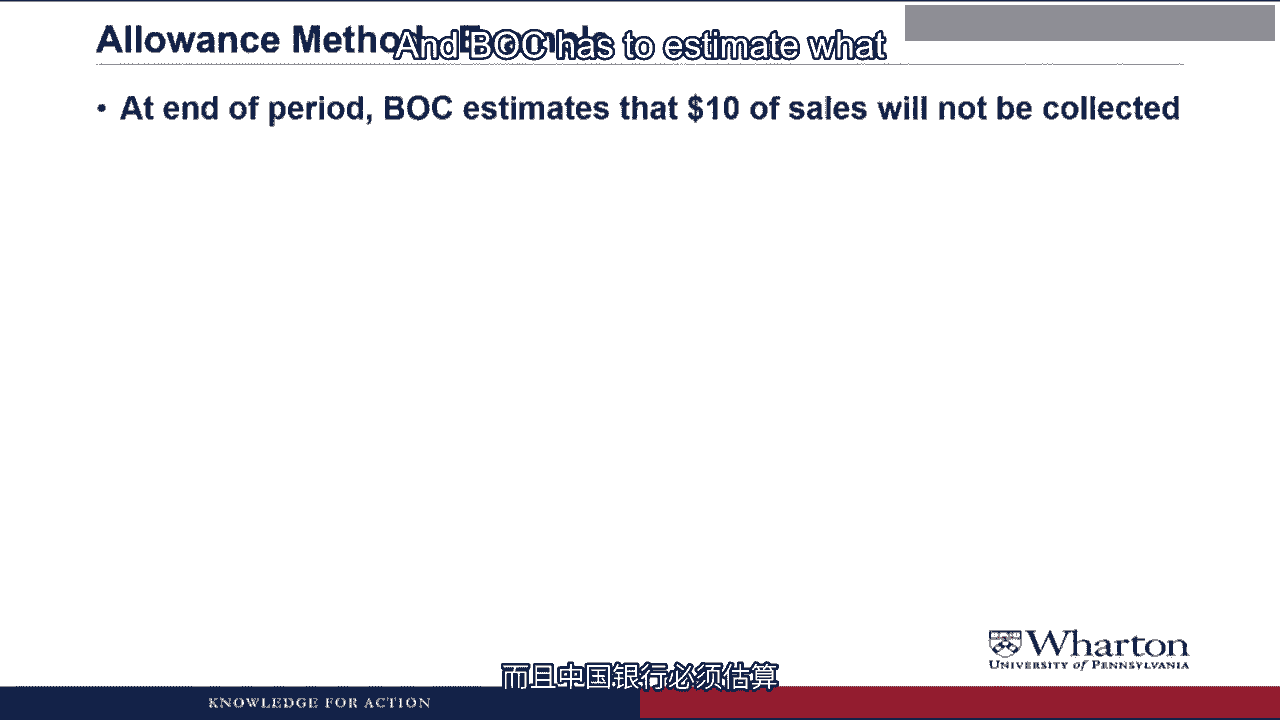 Allowance Method: Example
And BOC has to estimate what
• At end of period, BOC estimates that $10 of sales will not be collected
Wharton
UNIVERSITY of PENNSYLVANIA
而且中国银行必须估算
KNOWLEDGE FOR ACTION